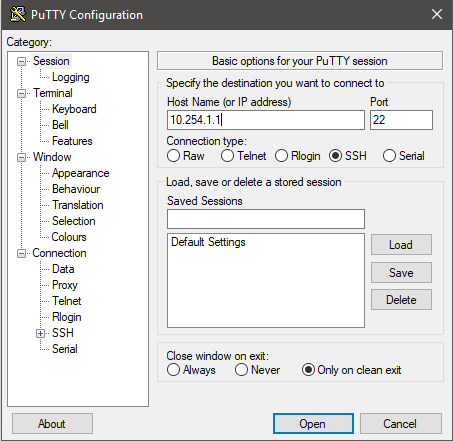 PuTTY Configuration
Category:
Session
Logging
Terminal
Keyboard
Bell
Features
Window
Appearance
Behaviour
Translation
Selection
Colours
Connection
Data
Proxy
Telnet
Rlogin
SSH
Serial
Basic options for your PuTTY session
Specify the destination you want to connect to
Host Name (or IP address) Port
10.254.1.1 22
Connection type:
Raw Telnet Rlogin SSH Serial
Load, save or delete a stored session
Saved Sessions
Default Settings
Load
Save
Delete
Close window on exit:
Always Never Only on clean exit
About Open Cancel